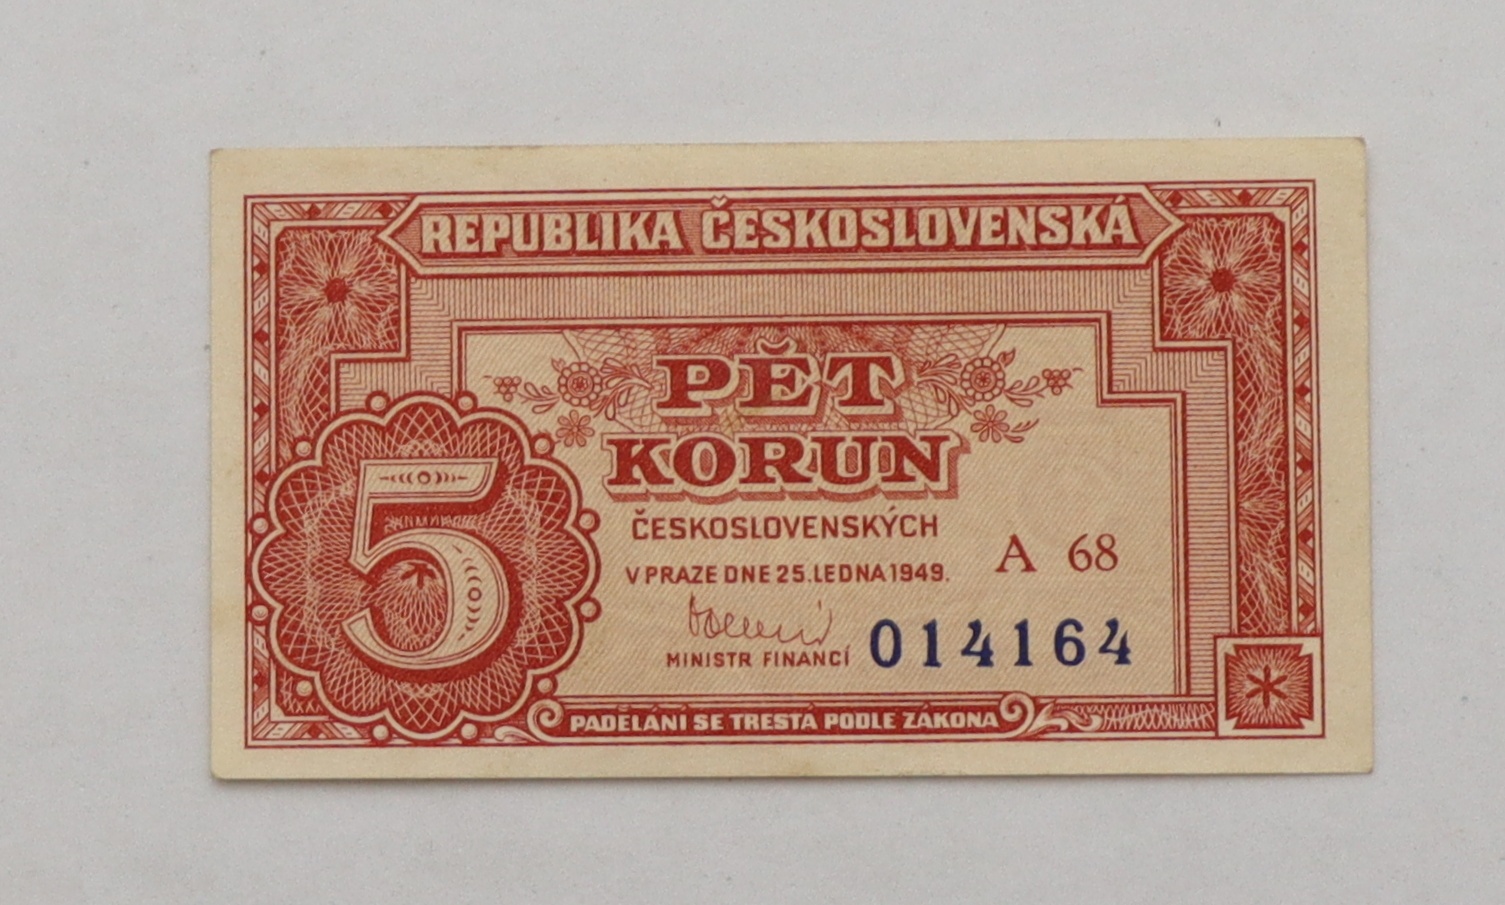 REPUBLIKA ČESKOSLOVENSKÁ
PĚT
KORUN
ČESKOSLOVENSKÝCH
V PRAZE DNE 25. LEDNA 1949.
A 68
MINISTR FINANCÍ
014164
5
PADĚLÁNÍ SE TRESTÁ PODLE ZÁKONA